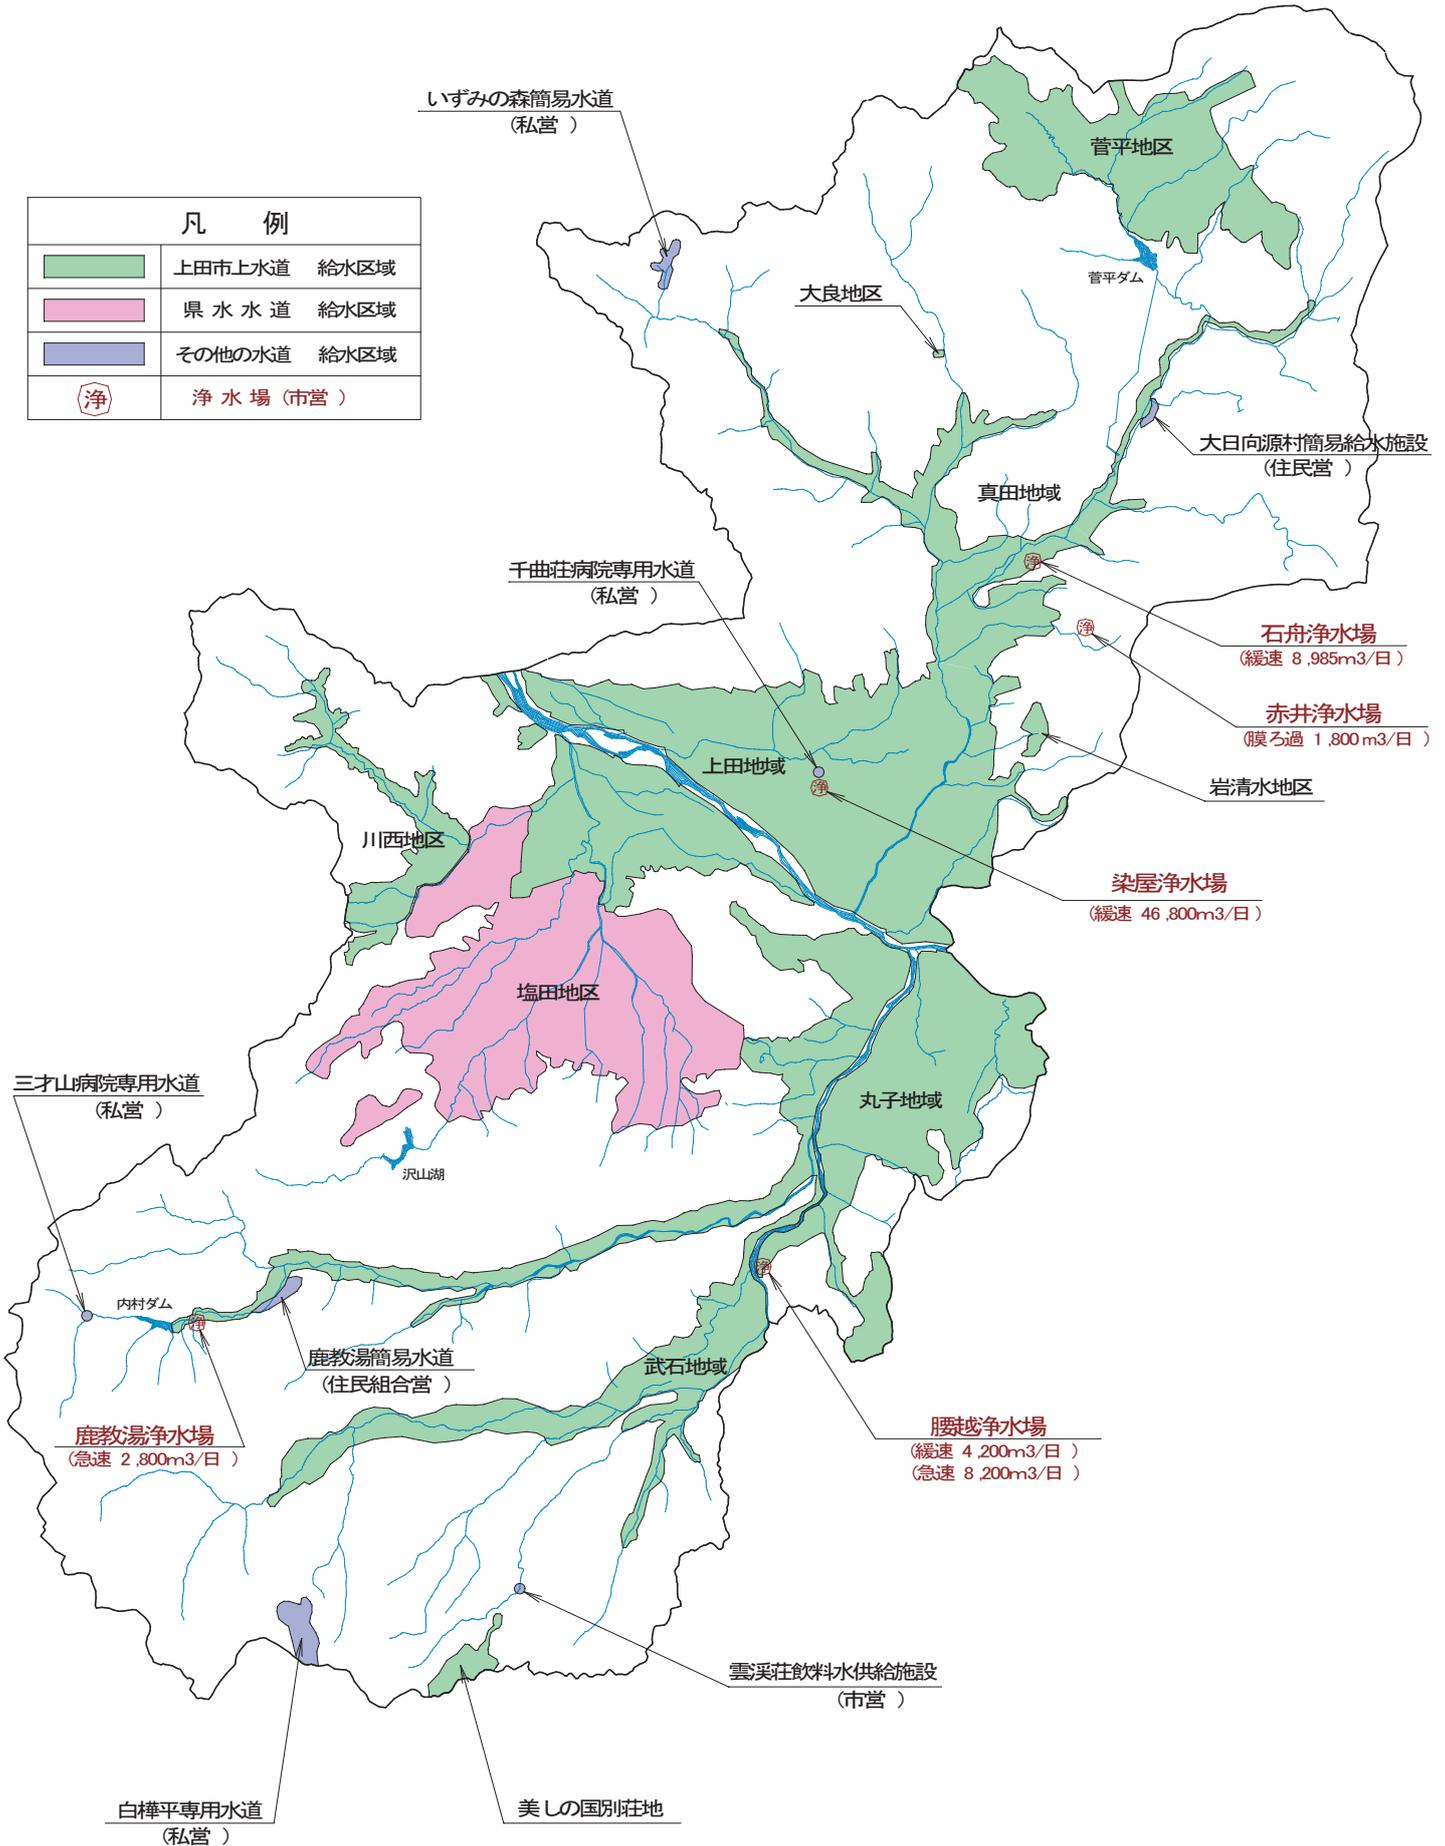 いずみの森簡易水道
(私営 )
菅平地区
凡 例
上田市上水道 給水区域
県 水 水 道 給水区域
その他の水道 給水区域
浄 浄 水 場 (市営 )
菅平ダム
大良地区
大日向源村簡易給水施設
(住民営 )
真田地域
千曲荘病院専用水道
(私営 )
浄
浄
石舟浄水場
(緩速 8 ,985m3/日 )
赤井浄水場
(膜ろ過 1 ,800 m3/日 )
上田地域
浄
岩清水地区
川西地区
染屋浄水場
(緩速 46 ,800m3/日 )
塩田地区
三才山病院専用水道
(私営 )
丸子地域
沢山湖
浄
内村ダム
浄
鹿教湯簡易水道
(住民組合営 )
武石地域
鹿教湯浄水場
(急速 2 ,800m3/日 )
腰越浄水場
(緩速 4 ,200m3/日 )
(急速 8 ,200m3/日 )
雲渓荘飲料水供給施設
(市営 )
白樺平専用水道
(私営 )
美しの国別荘地